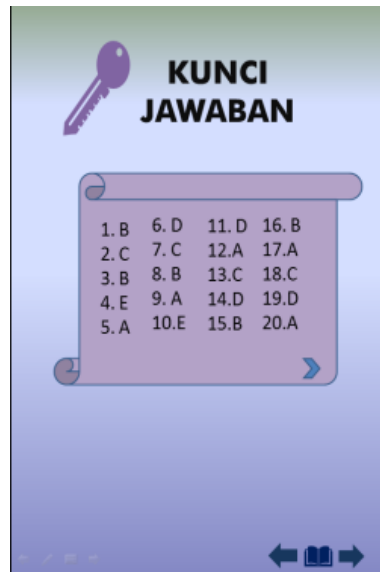 KUNCI
JAWABAN
1. B
2. C
3. B
4. E
5. A
6. D
7. C
8. B
9. A
10.E
11. D
12.A
13.C
14.D
15.B
16. B
17.A
18.C
19.D
20.A